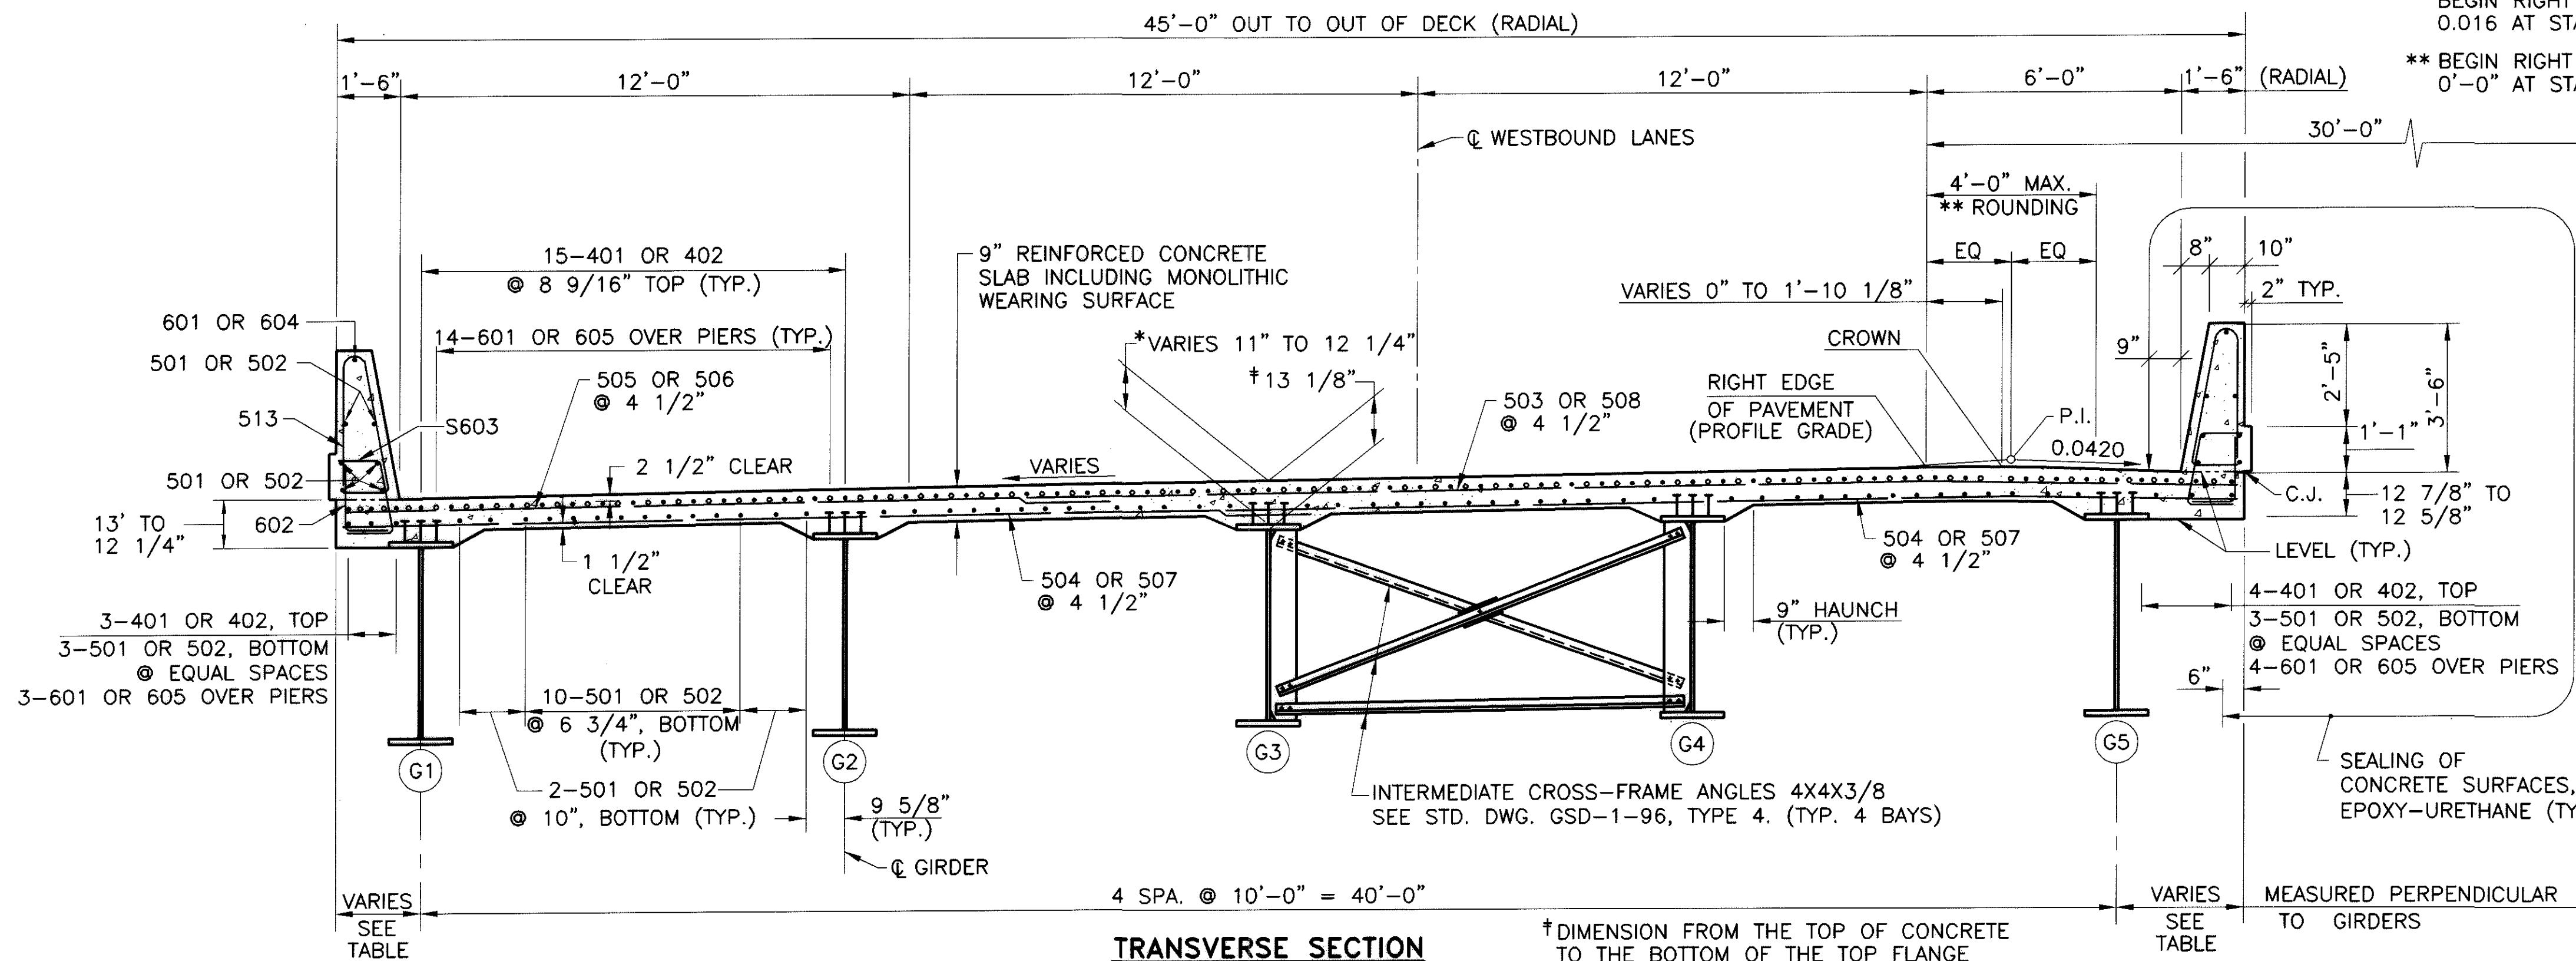 45'-0" OUT TO OUT OF DECK (RADIAL)
BEGIN RIGHT
0.016 AT STA
1'-6"
12'-0"
12'-0"
12'-0"
6'-0"
1'-6"
(RADIAL)
** BEGIN RIGHT
0'-0" AT STA
℄ WESTBOUND LANES
30'-0"
4'-0" MAX.
** ROUNDING
15-401 OR 402
@ 8 9/16" TOP (TYP.)
9" REINFORCED CONCRETE
SLAB INCLUDING MONOLITHIC
WEARING SURFACE
EQ
EQ
8"
10"
VARIES 0" TO 1'-10 1/8"
2" TYP.
601 OR 604
14-601 OR 605 OVER PIERS (TYP.)
*VARIES 11" TO 12 1/4"
CROWN
9"
501 OR 502
505 OR 506
@ 4 1/2"
‡13 1/8"
503 OR 508
@ 4 1/2"
RIGHT EDGE
OF PAVEMENT
(PROFILE GRADE)
P.I.
0.0420
2'-5"
3'-6"
1'-1"
513
S603
2 1/2" CLEAR
VARIES
501 OR 502
602
13' TO
12 1/4"
C.J.
12 7/8" TO
12 5/8"
1 1/2"
CLEAR
504 OR 507
@ 4 1/2"
504 OR 507
@ 4 1/2"
LEVEL (TYP.)
9" HAUNCH
(TYP.)
3-401 OR 402, TOP
3-501 OR 502, BOTTOM
@ EQUAL SPACES
3-601 OR 605 OVER PIERS
4-401 OR 402, TOP
3-501 OR 502, BOTTOM
@ EQUAL SPACES
4-601 OR 605 OVER PIERS
6"
10-501 OR 502
@ 6 3/4", BOTTOM
(TYP.)
G1
G2
G3
G4
G5
2-501 OR 502
@ 10", BOTTOM (TYP.)
9 5/8"
(TYP.)
INTERMEDIATE CROSS-FRAME ANGLES 4X4X3/8
SEE STD. DWG. GSD-1-96, TYPE 4. (TYP. 4 BAYS)
SEALING OF
CONCRETE SURFACES,
EPOXY-URETHANE (TY
℄ GIRDER
VARIES
SEE
TABLE
4 SPA. @ 10'-0" = 40'-0"
VARIES
SEE
TABLE
MEASURED PERPENDICULAR
TO GIRDERS
TRANSVERSE SECTION
‡DIMENSION FROM THE TOP OF CONCRETE
TO THE BOTTOM OF THE TOP FLANGE